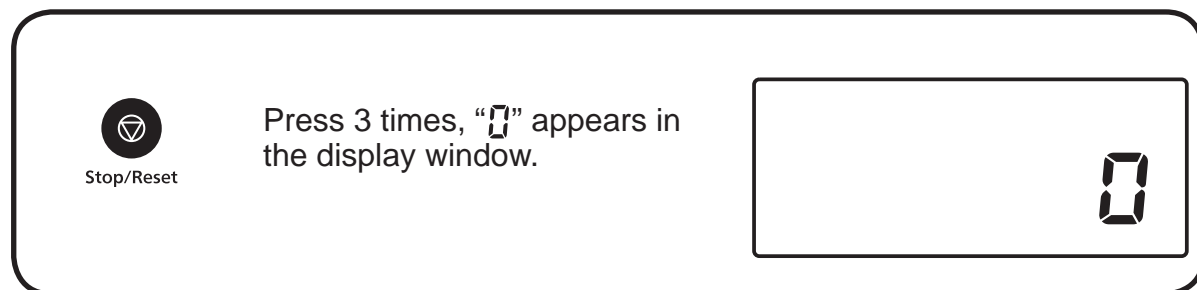 Press 3 times, “0” appears in
the display window.
Stop/Reset
0